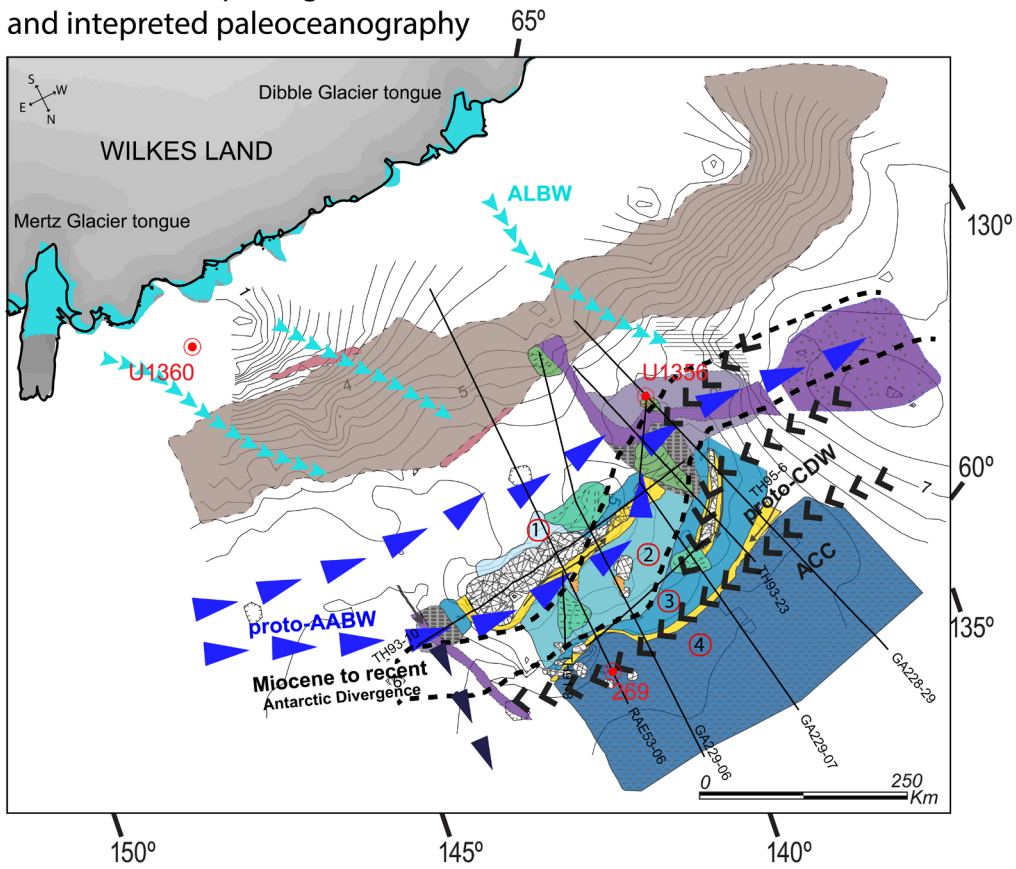 and intepreted paleoceanography
65º
S
W
E
N
Dibble Glacier tongue
WILKES LAND
ALBW
Mertz Glacier tongue
130º
1
U1360
U1356
4
5
60º
TH95-6
proto-CDW
7
5
1
2
ACC
TH93-23
3
proto-AABW
135º
4
TH93-10
Miocene to recent
Antarctic Divergence
269
GA228-29
RAE53-06
GA229-06
GA229-07
0
250
Km
150º
145º
140º